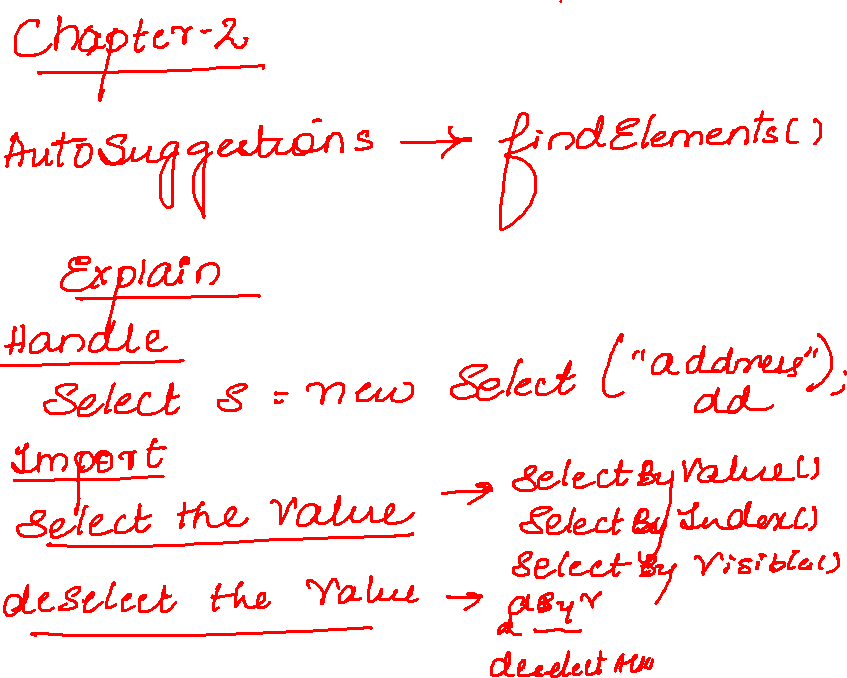 Chapter-2
AutoSuggestions → findElements()
Explain
Handle
Select s = new Select ("address");
dd
Import
Select the Value → SelectByValue()
SelectByIndex()
SelectByVisible()
deselect the Value →
deselect All